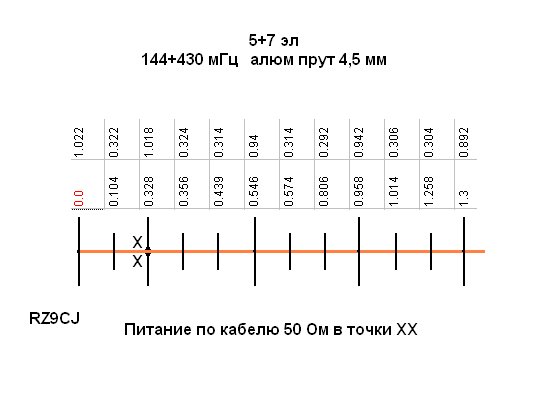 5+7 эл
144+430 мГц алюм прут 4,5 мм
1.022 0.322 1.018 0.324 0.314 0.94 0.314 0.292 0.942 0.306 0.304 0.892
0.0 0.104 0.328 0.356 0.439 0.546 0.574 0.806 0.958 1.014 1.258 1.3
X
X
RZ9CJ
Питание по кабелю 50 Ом в точки XX